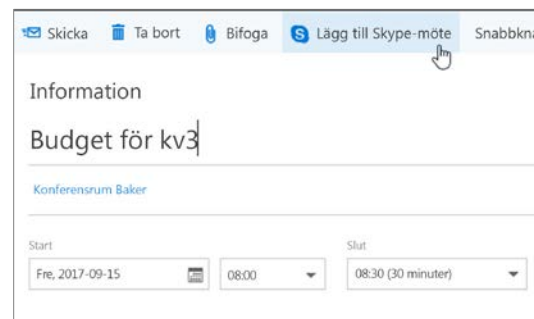 Skicka Ta bort Bifoga Lägg till Skype-möte
Information
Budget för kv3
Konferensrum Baker
Start Slut
Fre, 2017-09-15 08:00 08:30 (30 minuter)